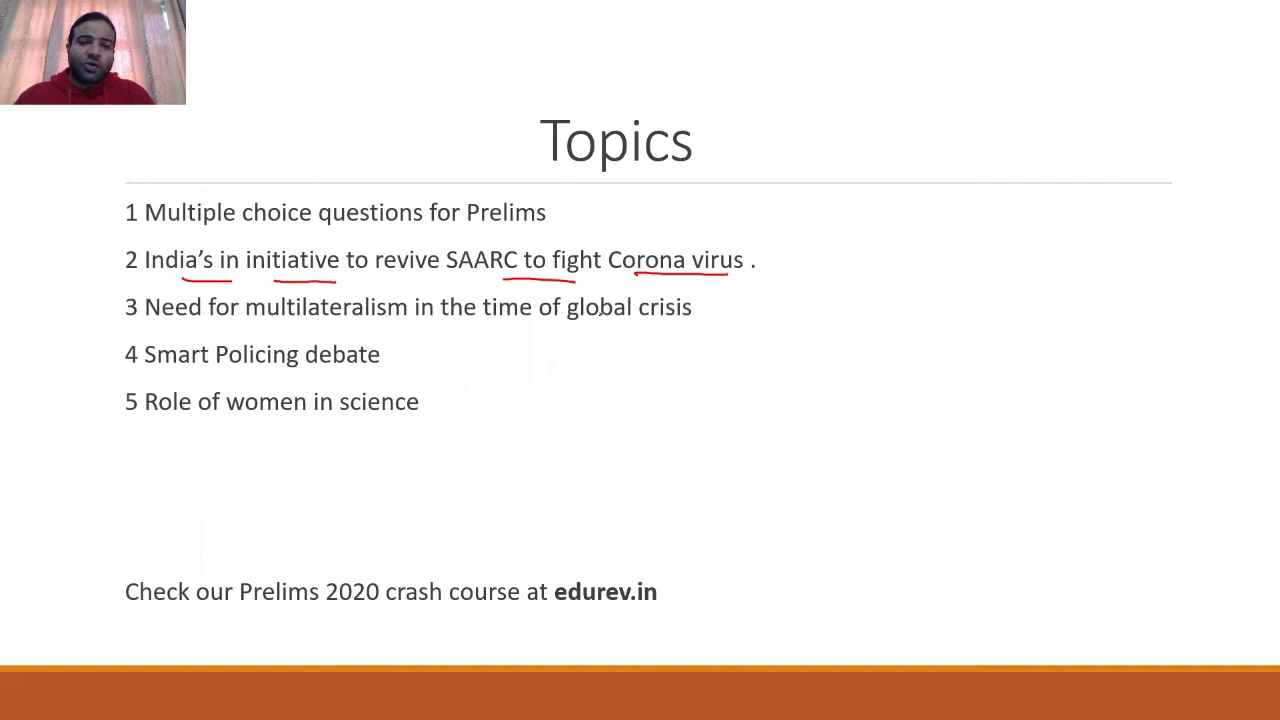 Topics
1 Multiple choice questions for Prelims
2 India’s in initiative to revive SAARC to fight Corona virus .
3 Need for multilateralism in the time of global crisis
4 Smart Policing debate
5 Role of women in science
Check our Prelims 2020 crash course at edurev.in